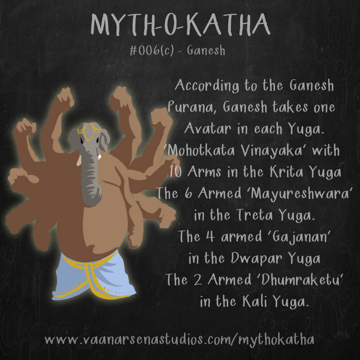 MYTH-O-KATHA
#006(c) - Ganesh
According to the Ganesh
Purana, Ganesh takes one
Avatar in each Yuga.
'Mohotkata Vinayaka' with
10 Arms in the Krita Yuga
The 6 Armed 'Mayureshwara'
in the Treta Yuga.
The 4 armed 'Gajanan'
in the Dwapar Yuga
The 2 Armed 'Dhumraketu'
in the Kali Yuga.
www.vaanarsenastudios.com/mythokatha